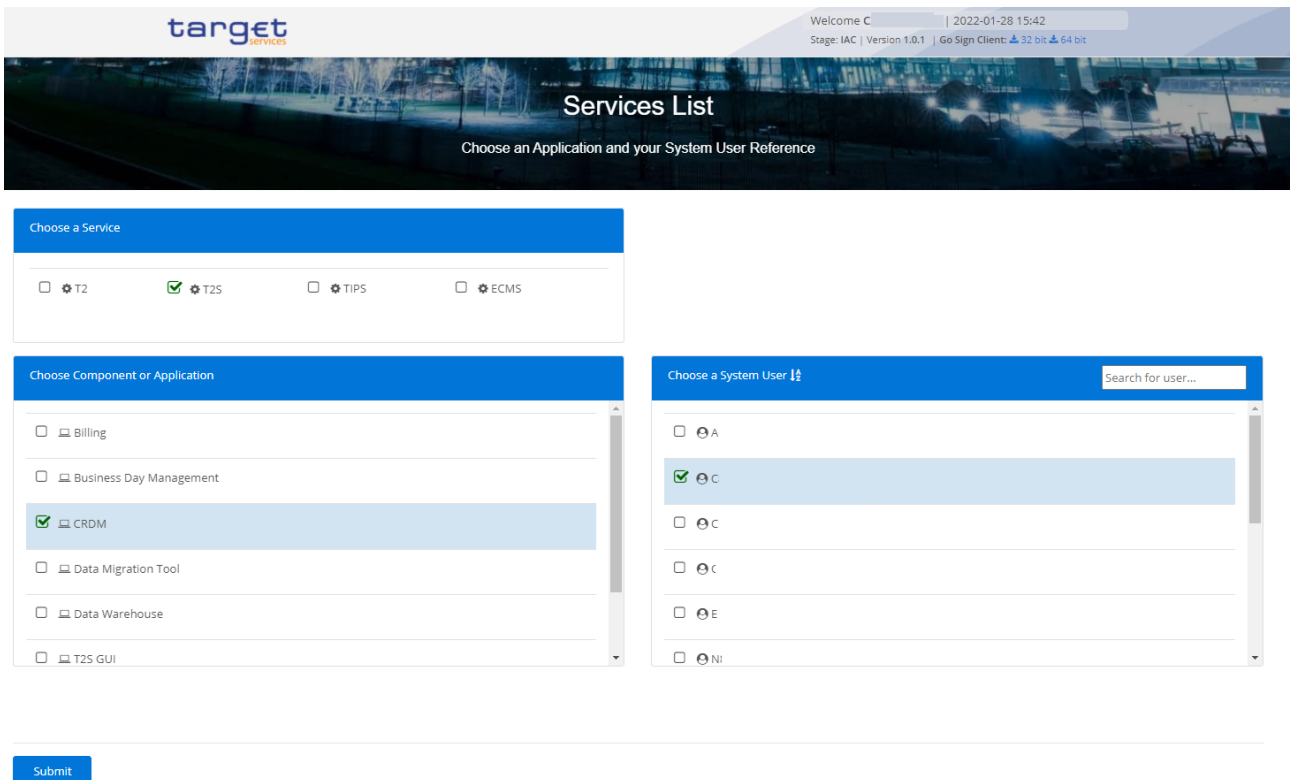 target
services
Welcome C | 2022-01-28 15:42
Stage: IAC | Version 1.0.1 | Go Sign Client: 32 bit 64 bit
Services List
Choose an Application and your System User Reference
Choose a Service
T2 T2S TIPS ECMS
Choose Component or Application
Billing
Business Day Management
CRDM
Data Migration Tool
Data Warehouse
T2S GUI
Choose a System User
Search for user...
A
C
C
E
Submit